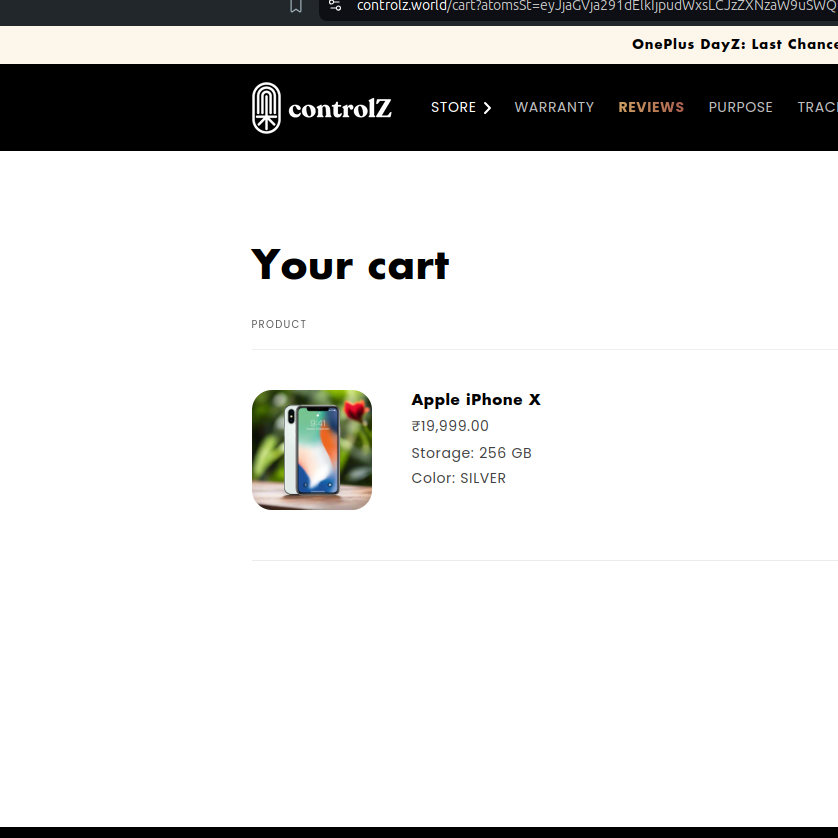 controlz.world/cart?atomsSt=eyJjaGVja291dElkIjpudWxsLCJzZXNzaW9uSWQ
OnePlus DayZ: Last Chance
controlZ STORE WARRANTY REVIEWS PURPOSE TRAC
Your cart
PRODUCT
Apple iPhone X
₹19,999.00
Storage: 256 GB
Color: SILVER
9:41